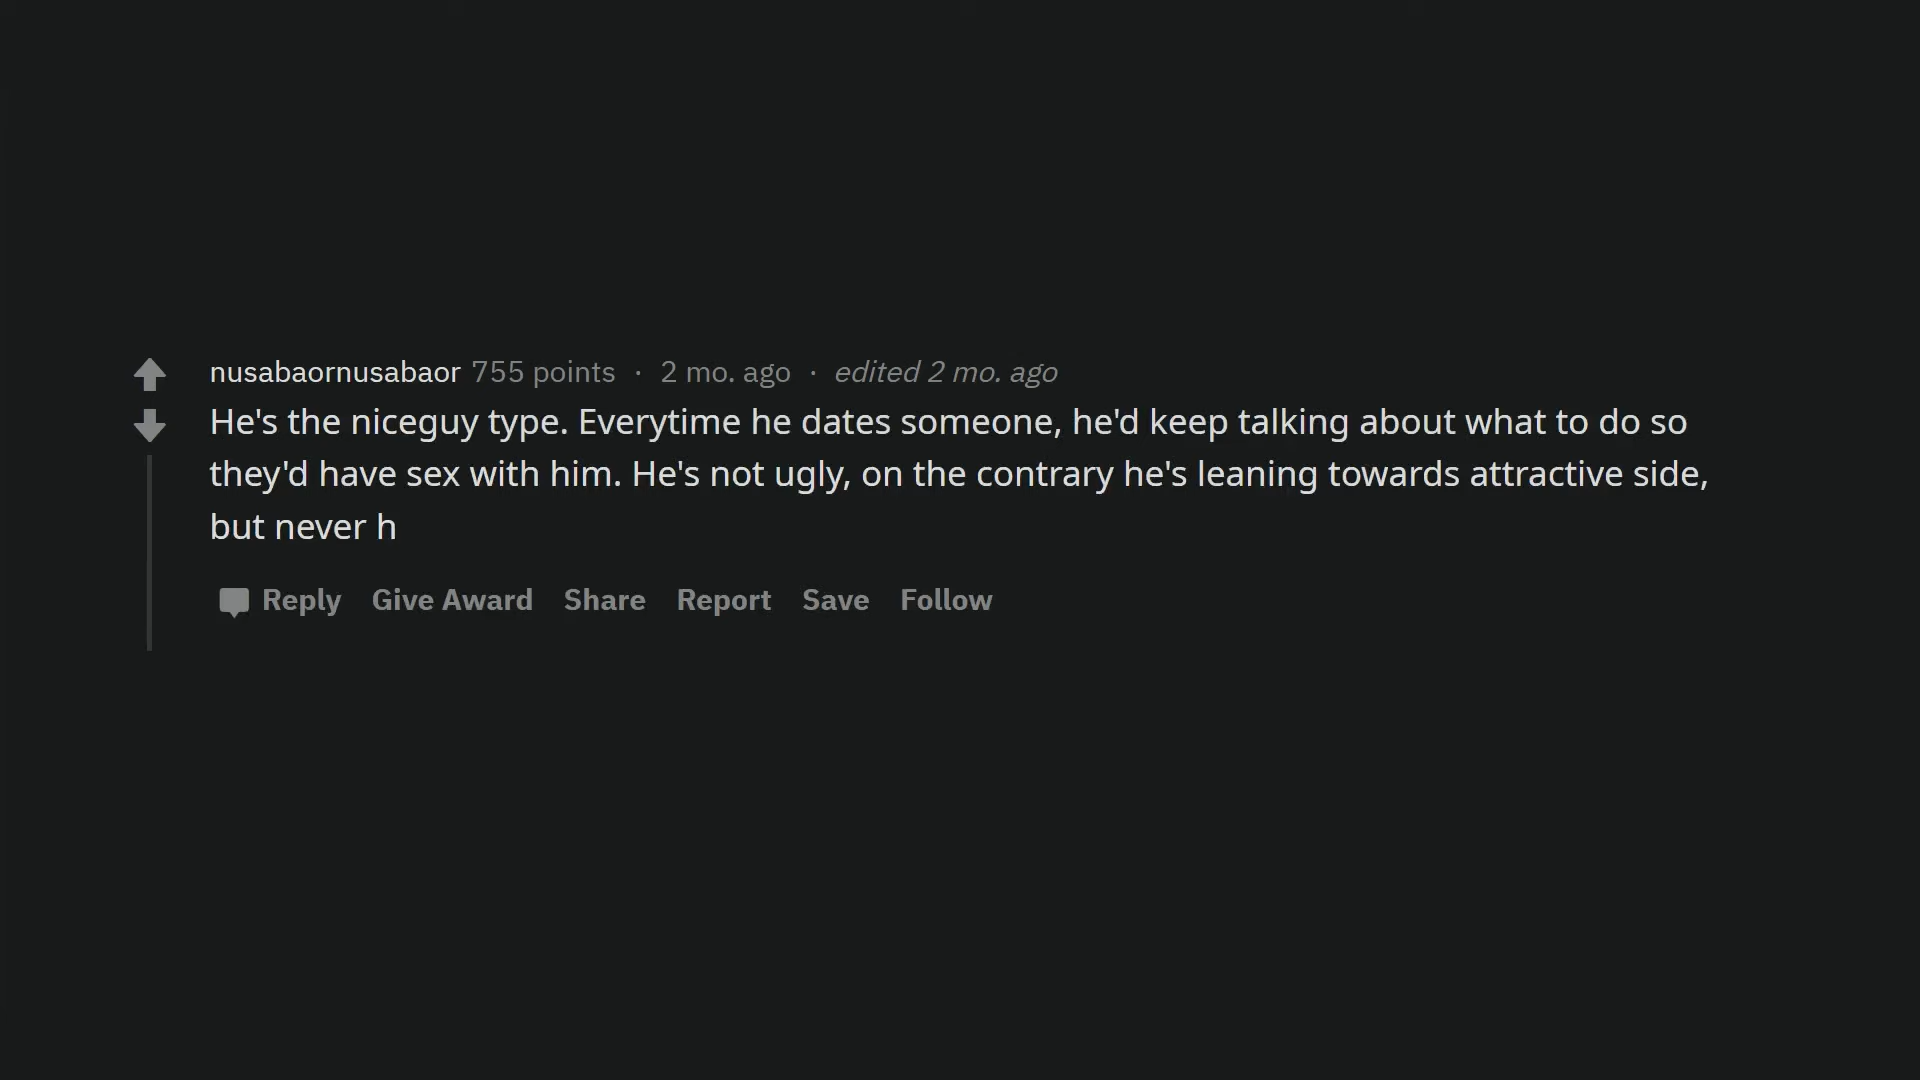 nusabaornusabaor 755 points · 2 mo. ago · edited 2 mo. ago
He's the niceguy type. Everytime he dates someone, he'd keep talking about what to do so
they'd have sex with him. He's not ugly, on the contrary he's leaning towards attractive side,
but never h
Reply Give Award Share Report Save Follow